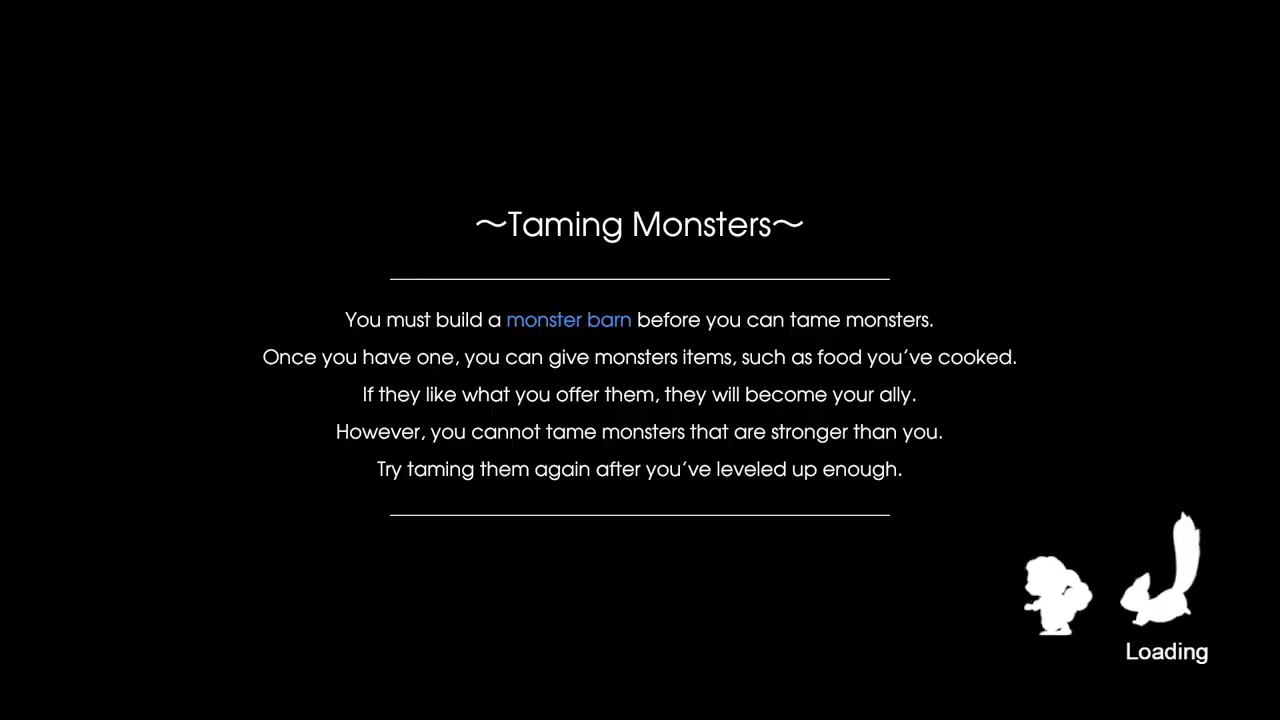 ～Taming Monsters～
You must build a monster barn before you can tame monsters.
Once you have one, you can give monsters items, such as food you’ve cooked.
If they like what you offer them, they will become your ally.
However, you cannot tame monsters that are stronger than you.
Try taming them again after you’ve leveled up enough.
Loading